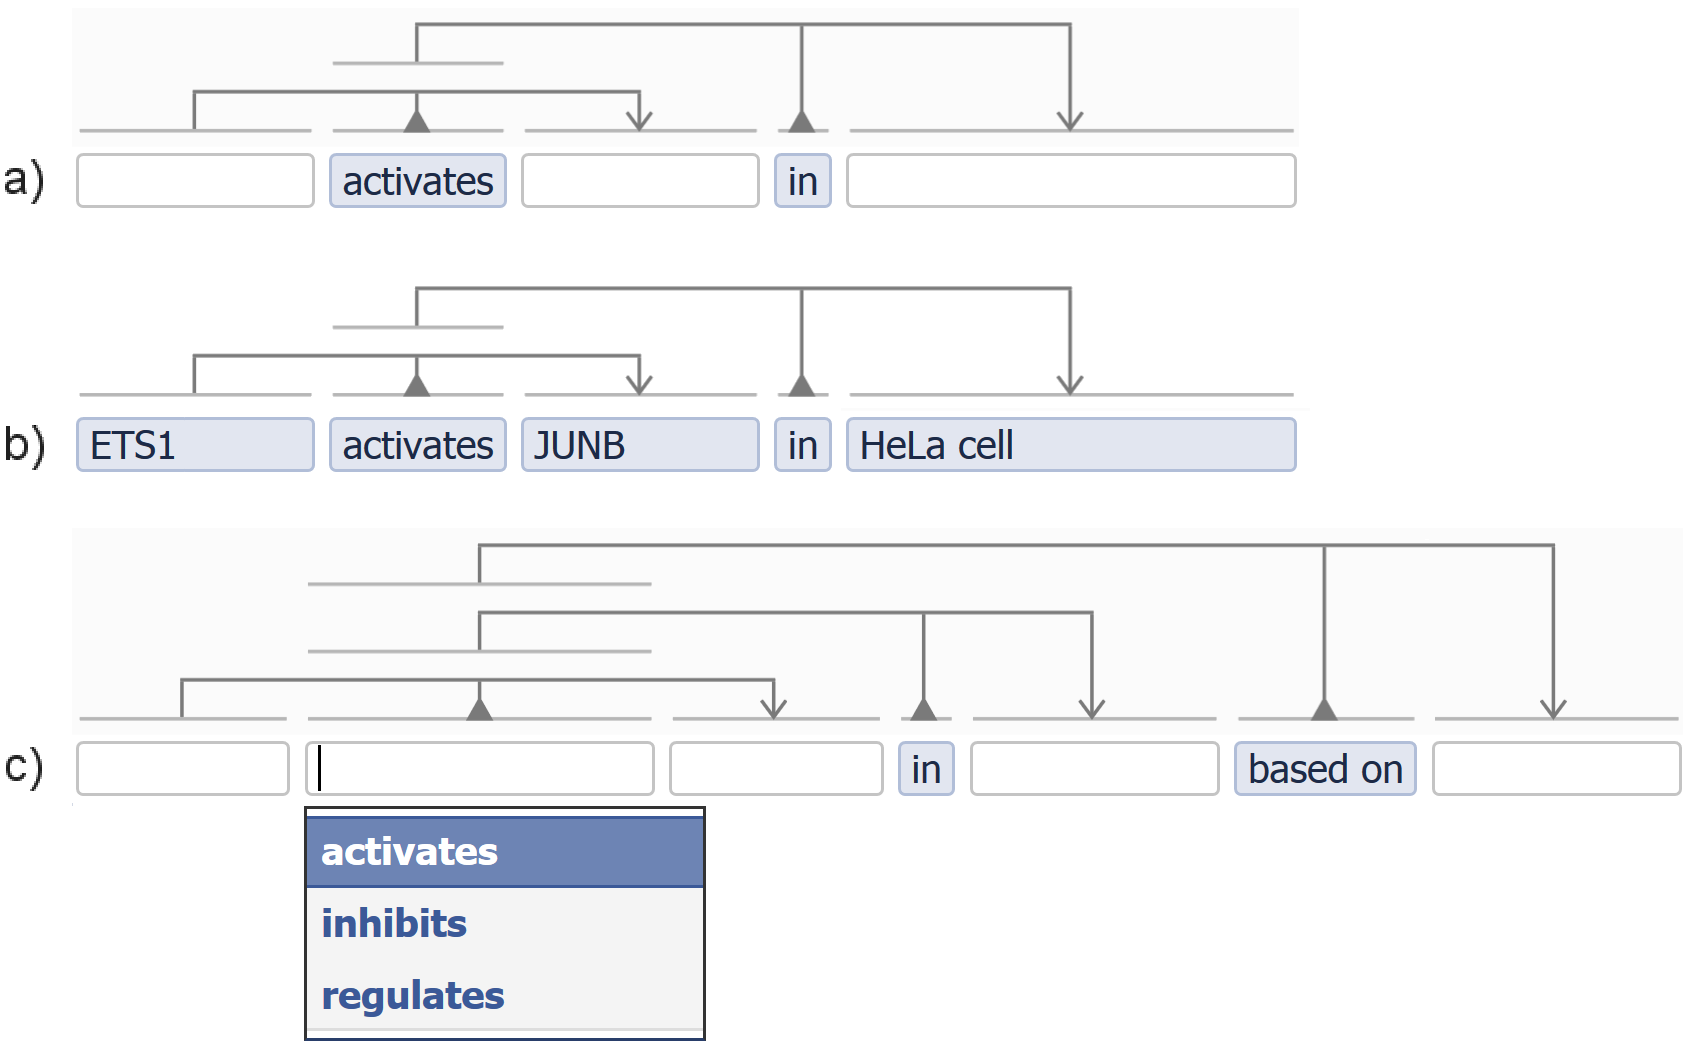 a) activates in
b) ETS1 activates JUNB in HeLa cell
c) in based on
activates
inhibits
regulates